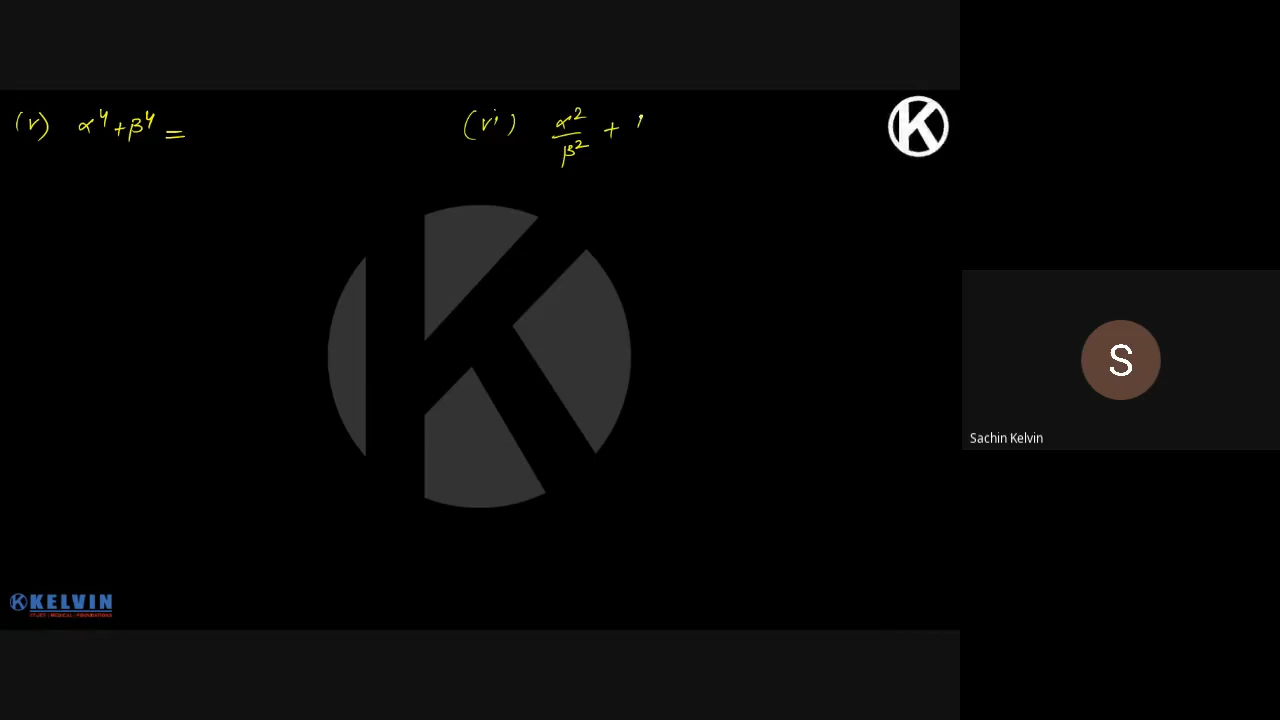 (v) α⁴ + β⁴ =
(vi) α²/β² +
S
Sachin Kelvin
KELVIN